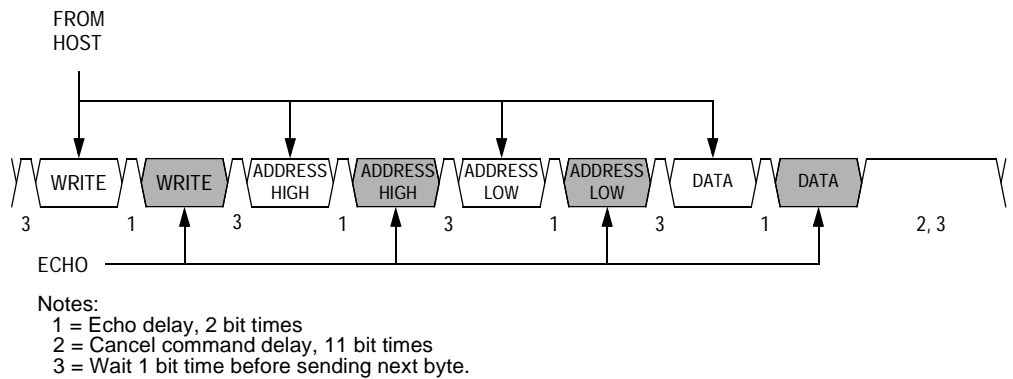 FROM
HOST
WRITE WRITE ADDRESS HIGH ADDRESS HIGH ADDRESS LOW ADDRESS LOW DATA DATA
3 1 3 1 3 1 3 1 2, 3
ECHO
Notes:
1 = Echo delay, 2 bit times
2 = Cancel command delay, 11 bit times
3 = Wait 1 bit time before sending next byte.